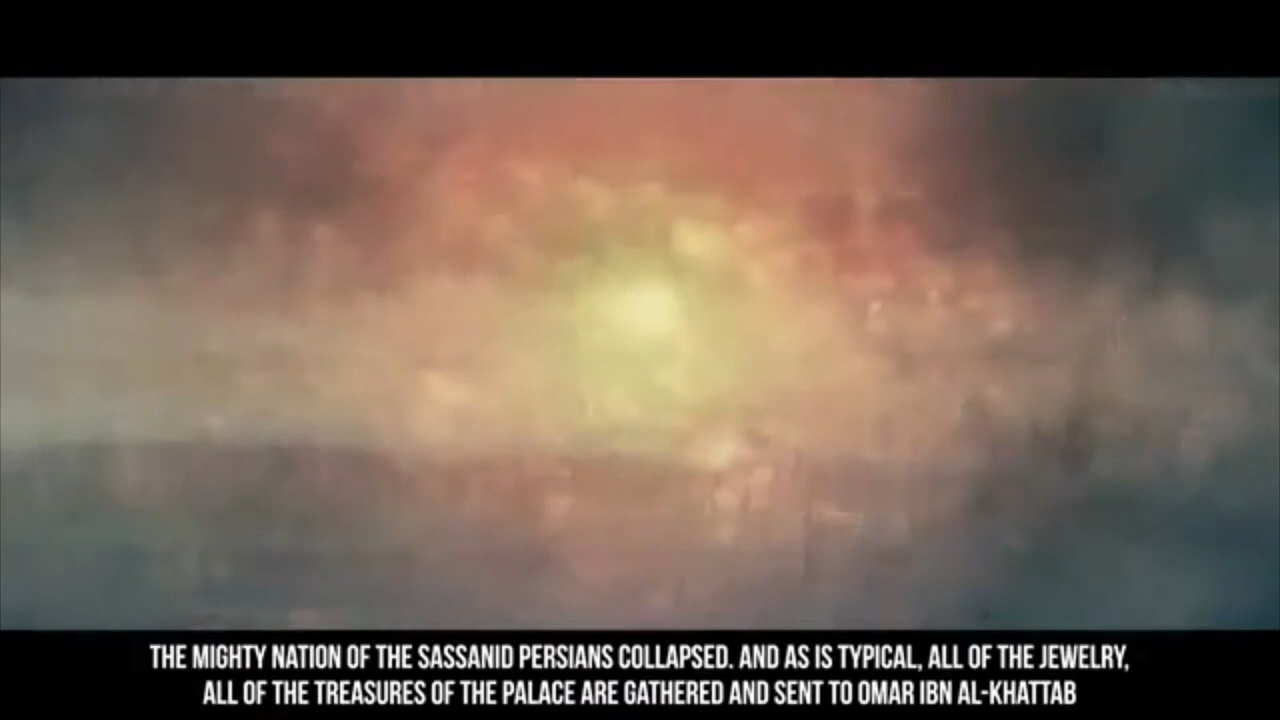 THE MIGHTY NATION OF THE SASSANID PERSIANS COLLAPSED. AND AS IS TYPICAL, ALL OF THE JEWELRY,
ALL OF THE TREASURES OF THE PALACE ARE GATHERED AND SENT TO OMAR IBN AL-KHATTAB